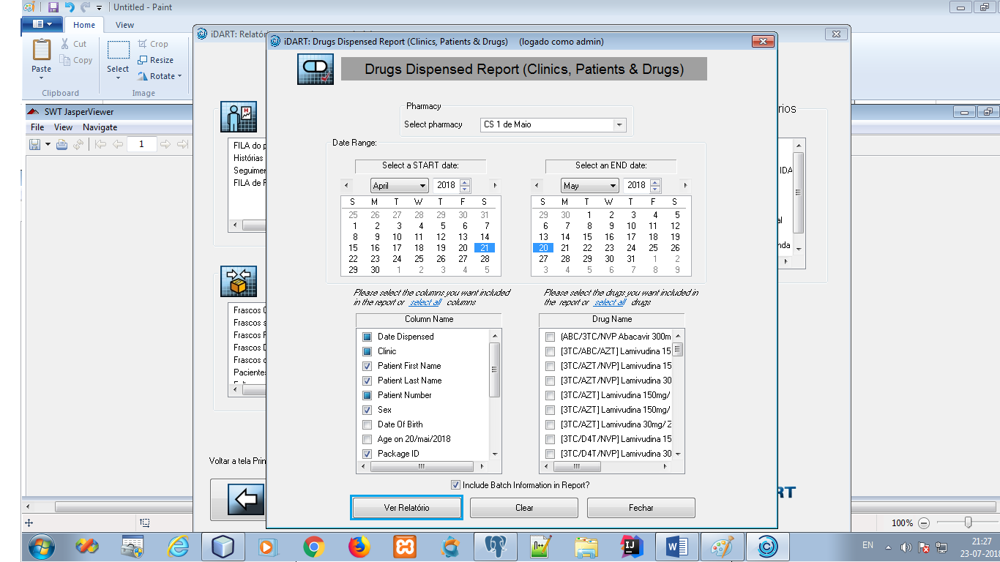 Untitled - Paint
Home
View
Paste
Cut
Copy
Clipboard
Select
Crop
Resize
Rotate
Image
SWT JasperViewer
File View Navigate
1
iDART: Relatóri
FILA do p
Histórias
Seguimen
FILA de F
Frascos
Frascos s
Frascos
Frascos
Frascos
Paciente
Voltar a tela Prin
rios
IDA
al
nda
RT
iDART: Drugs Dispensed Report (Clinics, Patients & Drugs) (logado como admin)
Drugs Dispensed Report (Clinics, Patients & Drugs)
Pharmacy
Select pharmacy CS 1 de Maio
Date Range:
Select a START date:
April 2018
S M T W T F S
25 26 27 28 29 30 31
1 2 3 4 5 6 7
8 9 10 11 12 13 14
15 16 17 18 19 20 21
22 23 24 25 26 27 28
29 30 1 2 3 4 5
Select an END date:
May 2018
S M T W T F S
29 30 1 2 3 4 5
6 7 8 9 10 11 12
13 14 15 16 17 18 19
20 21 22 23 24 25 26
27 28 29 30 31 1 2
3 4 5 6 7 8 9
Please select the columns you want included
in the report or select all columns
Column Name
Date Dispensed
Clinic
Patient First Name
Patient Last Name
Patient Number
Sex
Date Of Birth
Age on 20/mai/2018
Package ID
Please select the drugs you want included in
the report or select all drugs
Drug Name
(ABC/3TC/NVP Abacavir 300m
[3TC/ABC/AZT] Lamivudina 15
[3TC/AZT/NVP] Lamivudina 15
[3TC/AZT/NVP] Lamivudina 30
[3TC/AZT] Lamivudina 150mg/
[3TC/AZT] Lamivudina 150mg/
[3TC/AZT] Lamivudina 30mg/ Z
[3TC/D4T/NVP] Lamivudina 15
[3TC/D4T/NVP] Lamivudina 30
Include Batch Information in Report?
Ver Relatório
Clear
Fechar
100%
EN
21:27
23-07-2018